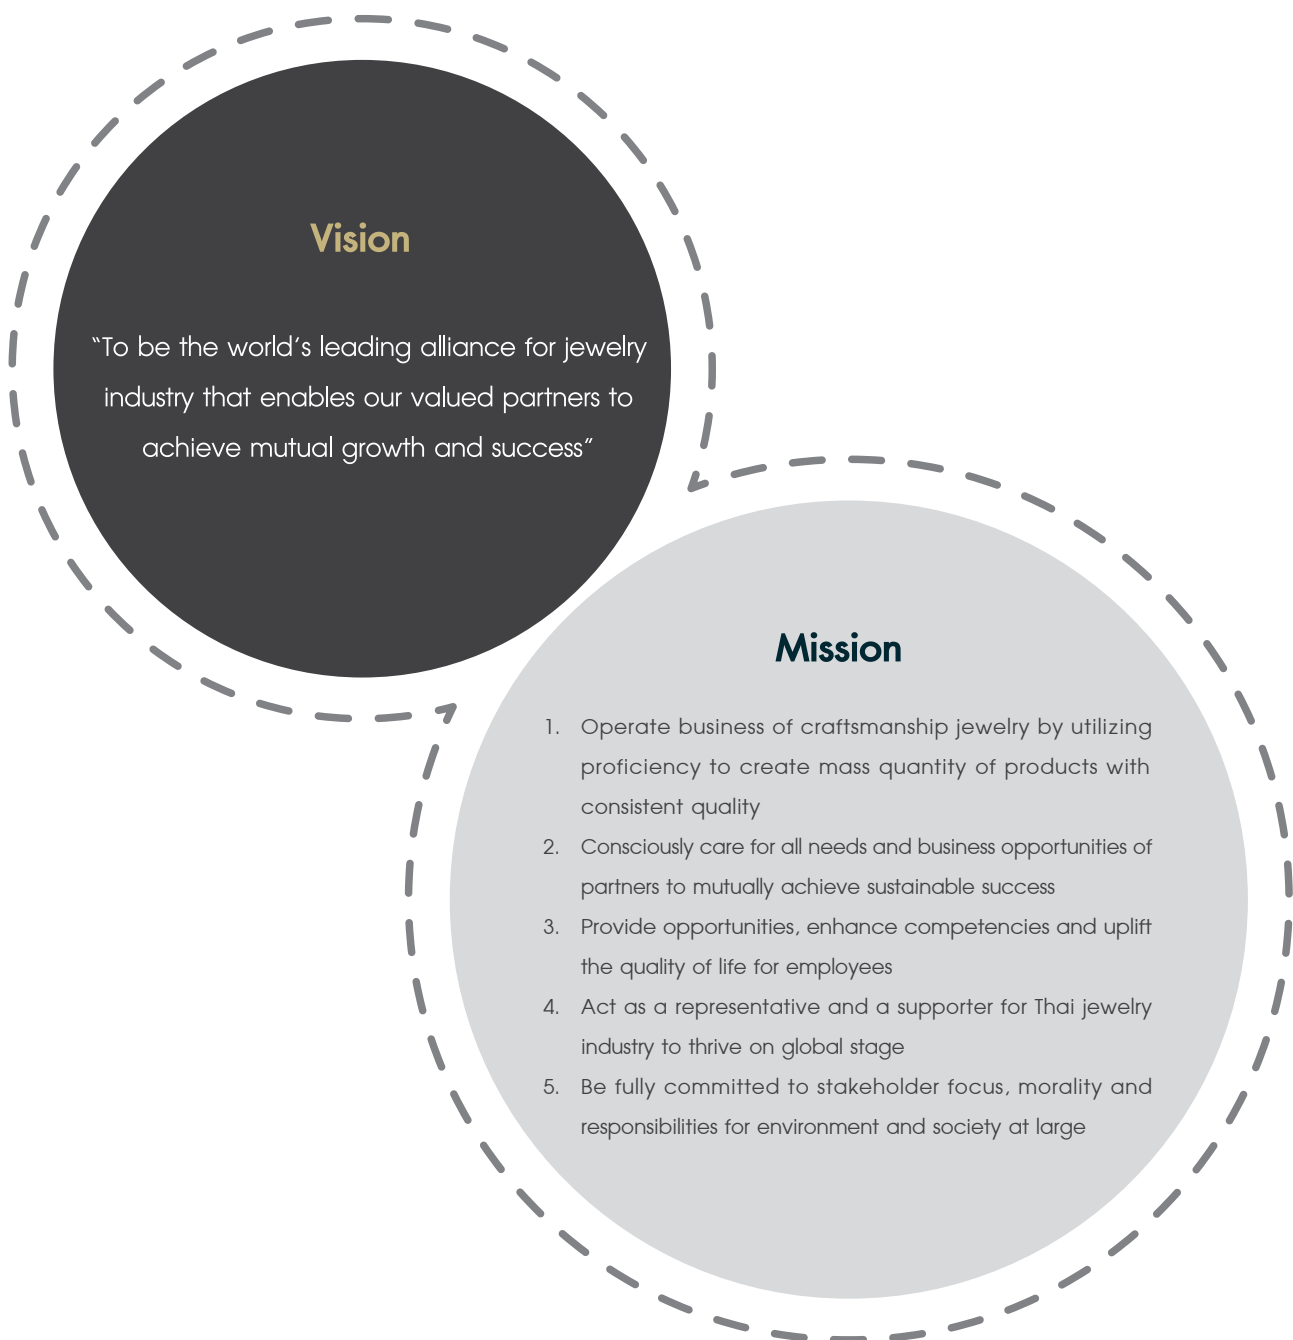 Vision
“To be the world’s leading alliance for jewelry
industry that enables our valued partners to
achieve mutual growth and success”
Mission
1. Operate business of craftsmanship jewelry by utilizing
proficiency to create mass quantity of products with
consistent quality
2. Consciously care for all needs and business opportunities of
partners to mutually achieve sustainable success
3. Provide opportunities, enhance competencies and uplift
the quality of life for employees
4. Act as a representative and a supporter for Thai jewelry
industry to thrive on global stage
5. Be fully committed to stakeholder focus, morality and
responsibilities for environment and society at large